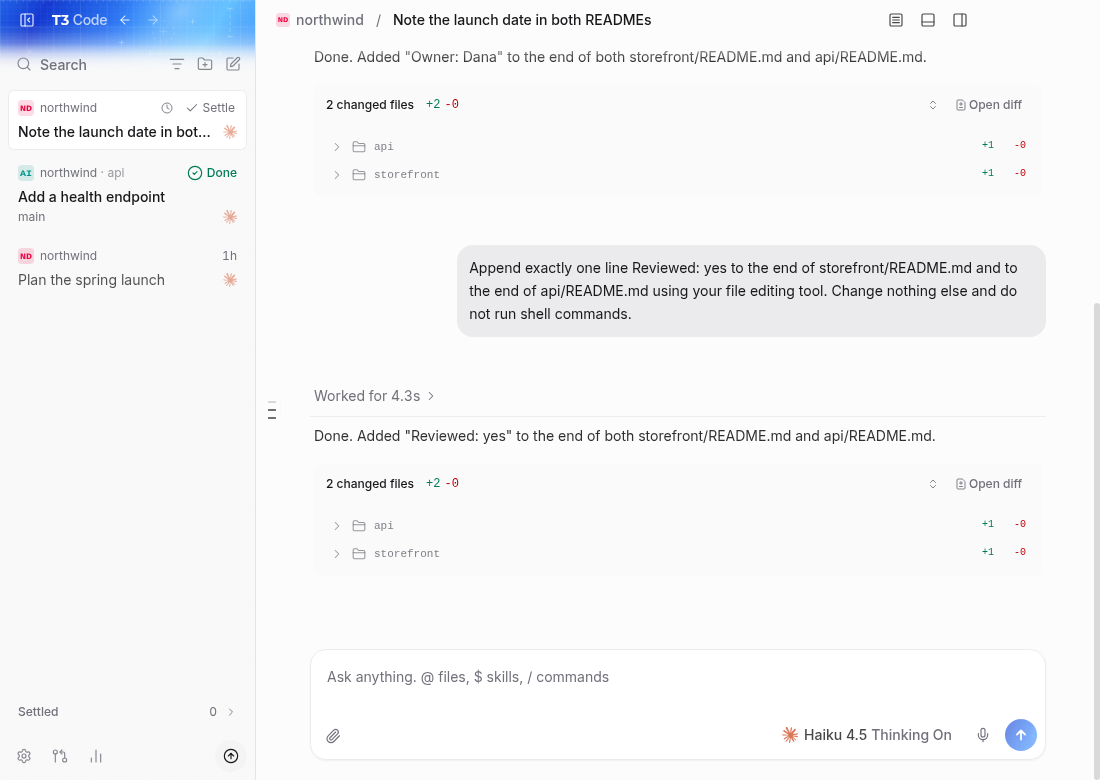 T3 Code
Search
ND northwind Settle
Note the launch date in bot...
AI northwind · api Done
Add a health endpoint
main
ND northwind 1h
Plan the spring launch
Settled 0
ND northwind / Note the launch date in both READMEs
Done. Added "Owner: Dana" to the end of both storefront/README.md and api/README.md.
2 changed files +2 -0 Open diff
api +1 -0
storefront +1 -0
Append exactly one line Reviewed: yes to the end of storefront/README.md and to
the end of api/README.md using your file editing tool. Change nothing else and do
not run shell commands.
Worked for 4.3s
Done. Added "Reviewed: yes" to the end of both storefront/README.md and api/README.md.
2 changed files +2 -0 Open diff
api +1 -0
storefront +1 -0
Ask anything. @ files, $ skills, / commands
Haiku 4.5 Thinking On